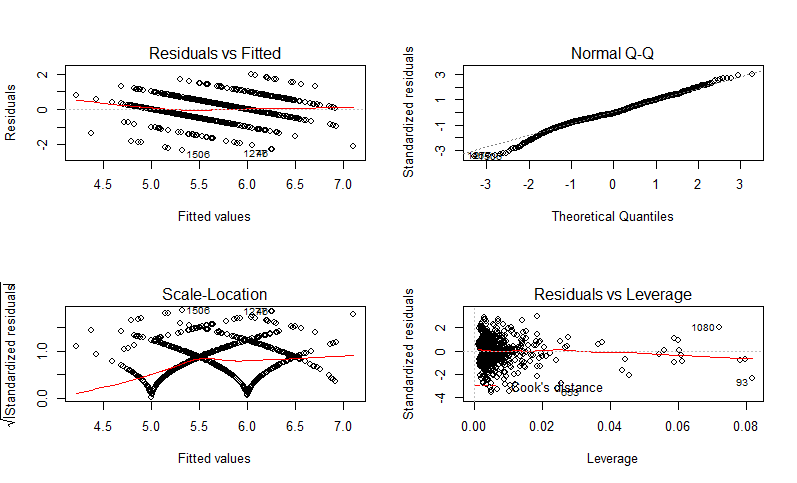 Residuals vs Fitted
Residuals
2
0
2
1506
4.5 5.0 5.5 6.0 6.5 7.0
Fitted values
Normal Q-Q
Standardized residuals
3
1
-1
-3
-3 -2 -1 0 1 2 3
Theoretical Quantiles
Scale-Location
√|Standardized residuals|
1.0
0.0
1506
4.5 5.0 5.5 6.0 6.5 7.0
Fitted values
Residuals vs Leverage
Standardized residuals
2
0
-2
-4
1080
93
Cook's distance
0.00 0.02 0.04 0.06 0.08
Leverage